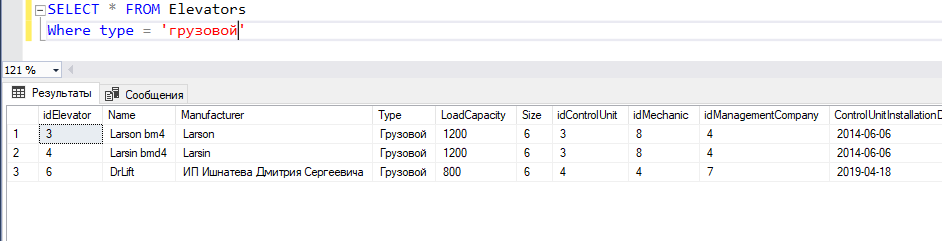 SELECT * FROM Elevators
Where type = 'грузовой'
121 %
Результаты Сообщения
idElevator Name Manufacturer Type LoadCapacity Size idControlUnit idMechanic idManagementCompany ControlUnitInstallationD
1 3 Larson bm4 Larson Грузовой 1200 6 3 8 4 2014-06-06
2 4 Larsin bmd4 Larsin Грузовой 1200 6 3 8 4 2014-06-06
3 6 DrLift ИП Ишнатева Дмитрия Сергеевича Грузовой 800 6 4 4 7 2019-04-18